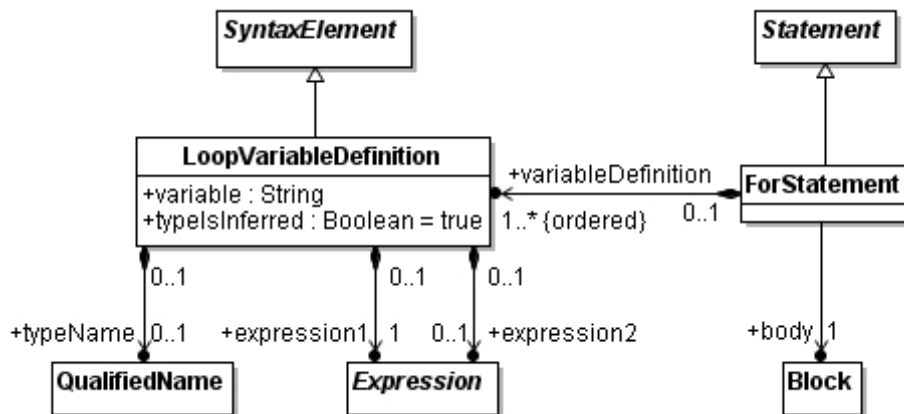 SyntaxElement
Statement
LoopVariableDefinition
+variable : String
+typeIsInferred : Boolean = true
+variableDefinition
1..* {ordered}
0..1
ForStatement
0..1
0..1
0..1
+typeName
0..1
+expression1
1
0..1
+expression2
+body
1
QualifiedName
Expression
Block